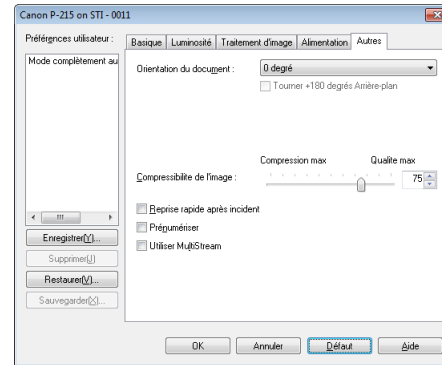 Canon P-215 on STI - 0011
Préférences utilisateur :
Mode complètement au
Enregistrer(Y)...
Supprimer(J)
Restaurer(V)...
Sauvegarder(X)...
Basique
Luminosité
Traitement d'image
Alimentation
Autres
Orientation du document :
0 degré
Tourner +180 degrés Arrière-plan
Compression max
Qualite max
Compressibilite de l'image :
75
Reprise rapide après incident
Prénumériser
Utiliser MultiStream
OK
Annuler
Défaut
Aide